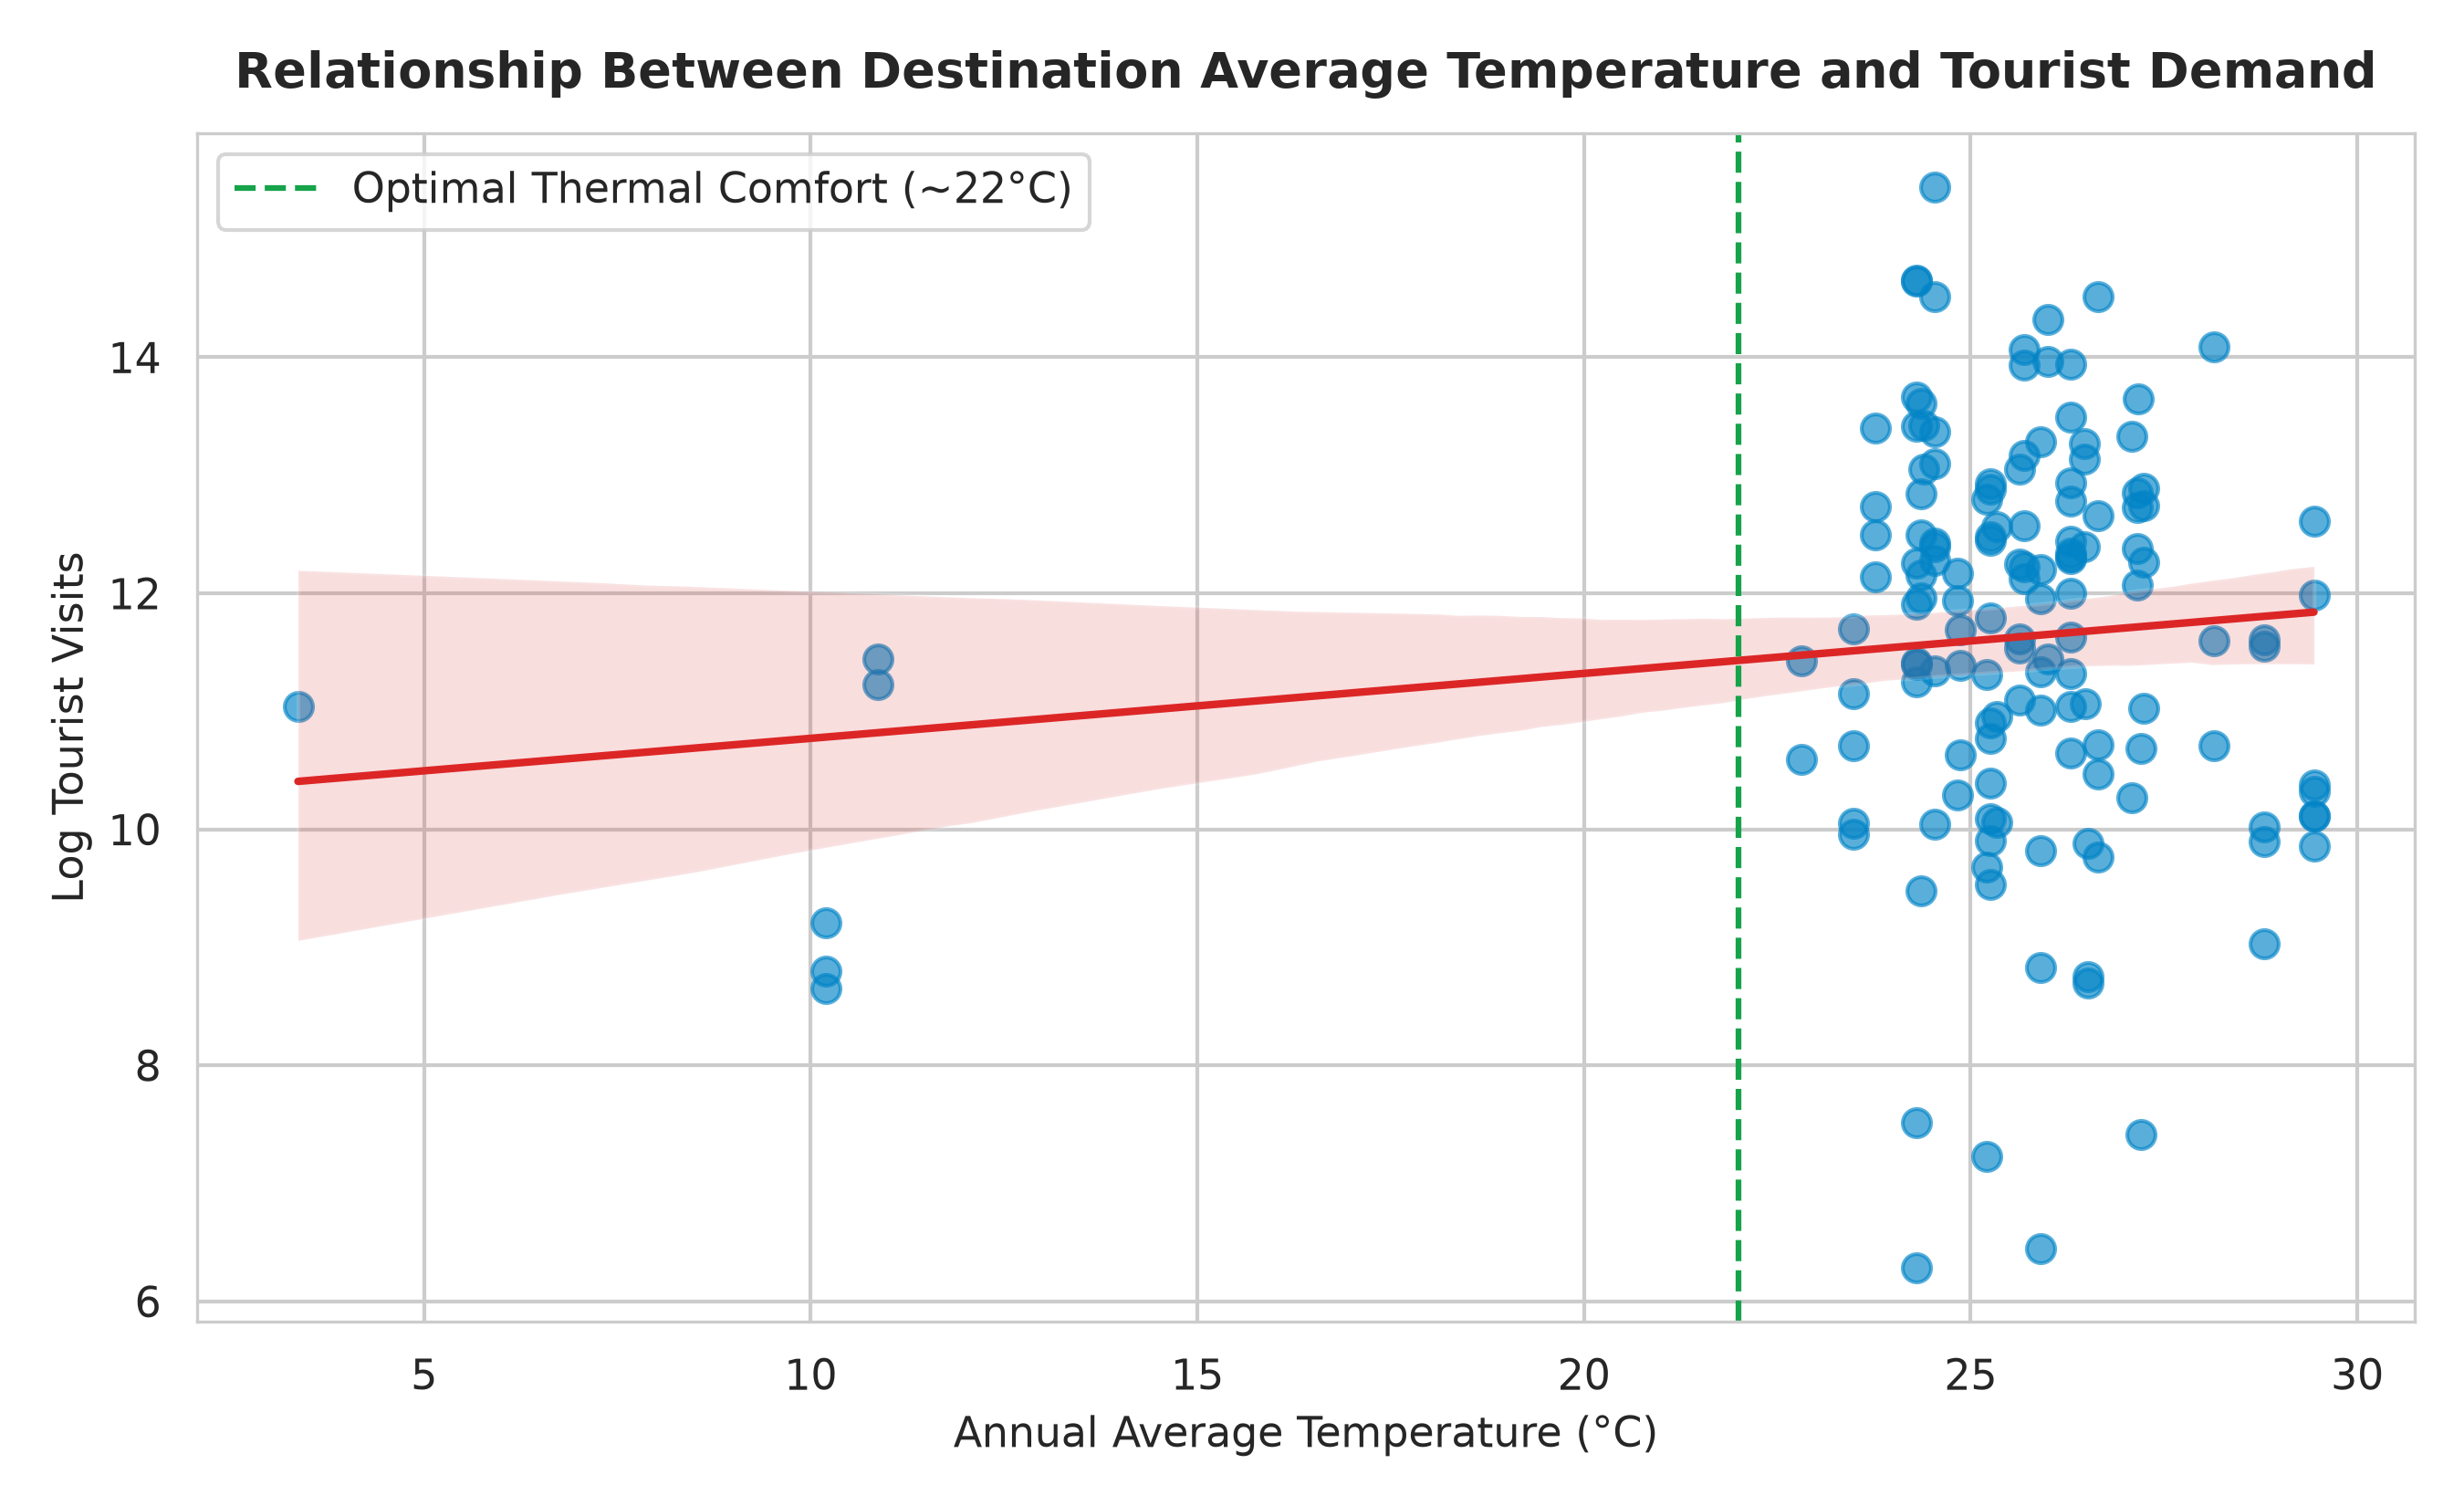 Relationship Between Destination Average Temperature and Tourist Demand
Optimal Thermal Comfort (~22°C)
Log Tourist Visits
14
12
10
8
6
5 10 15 20 25 30
Annual Average Temperature (°C)